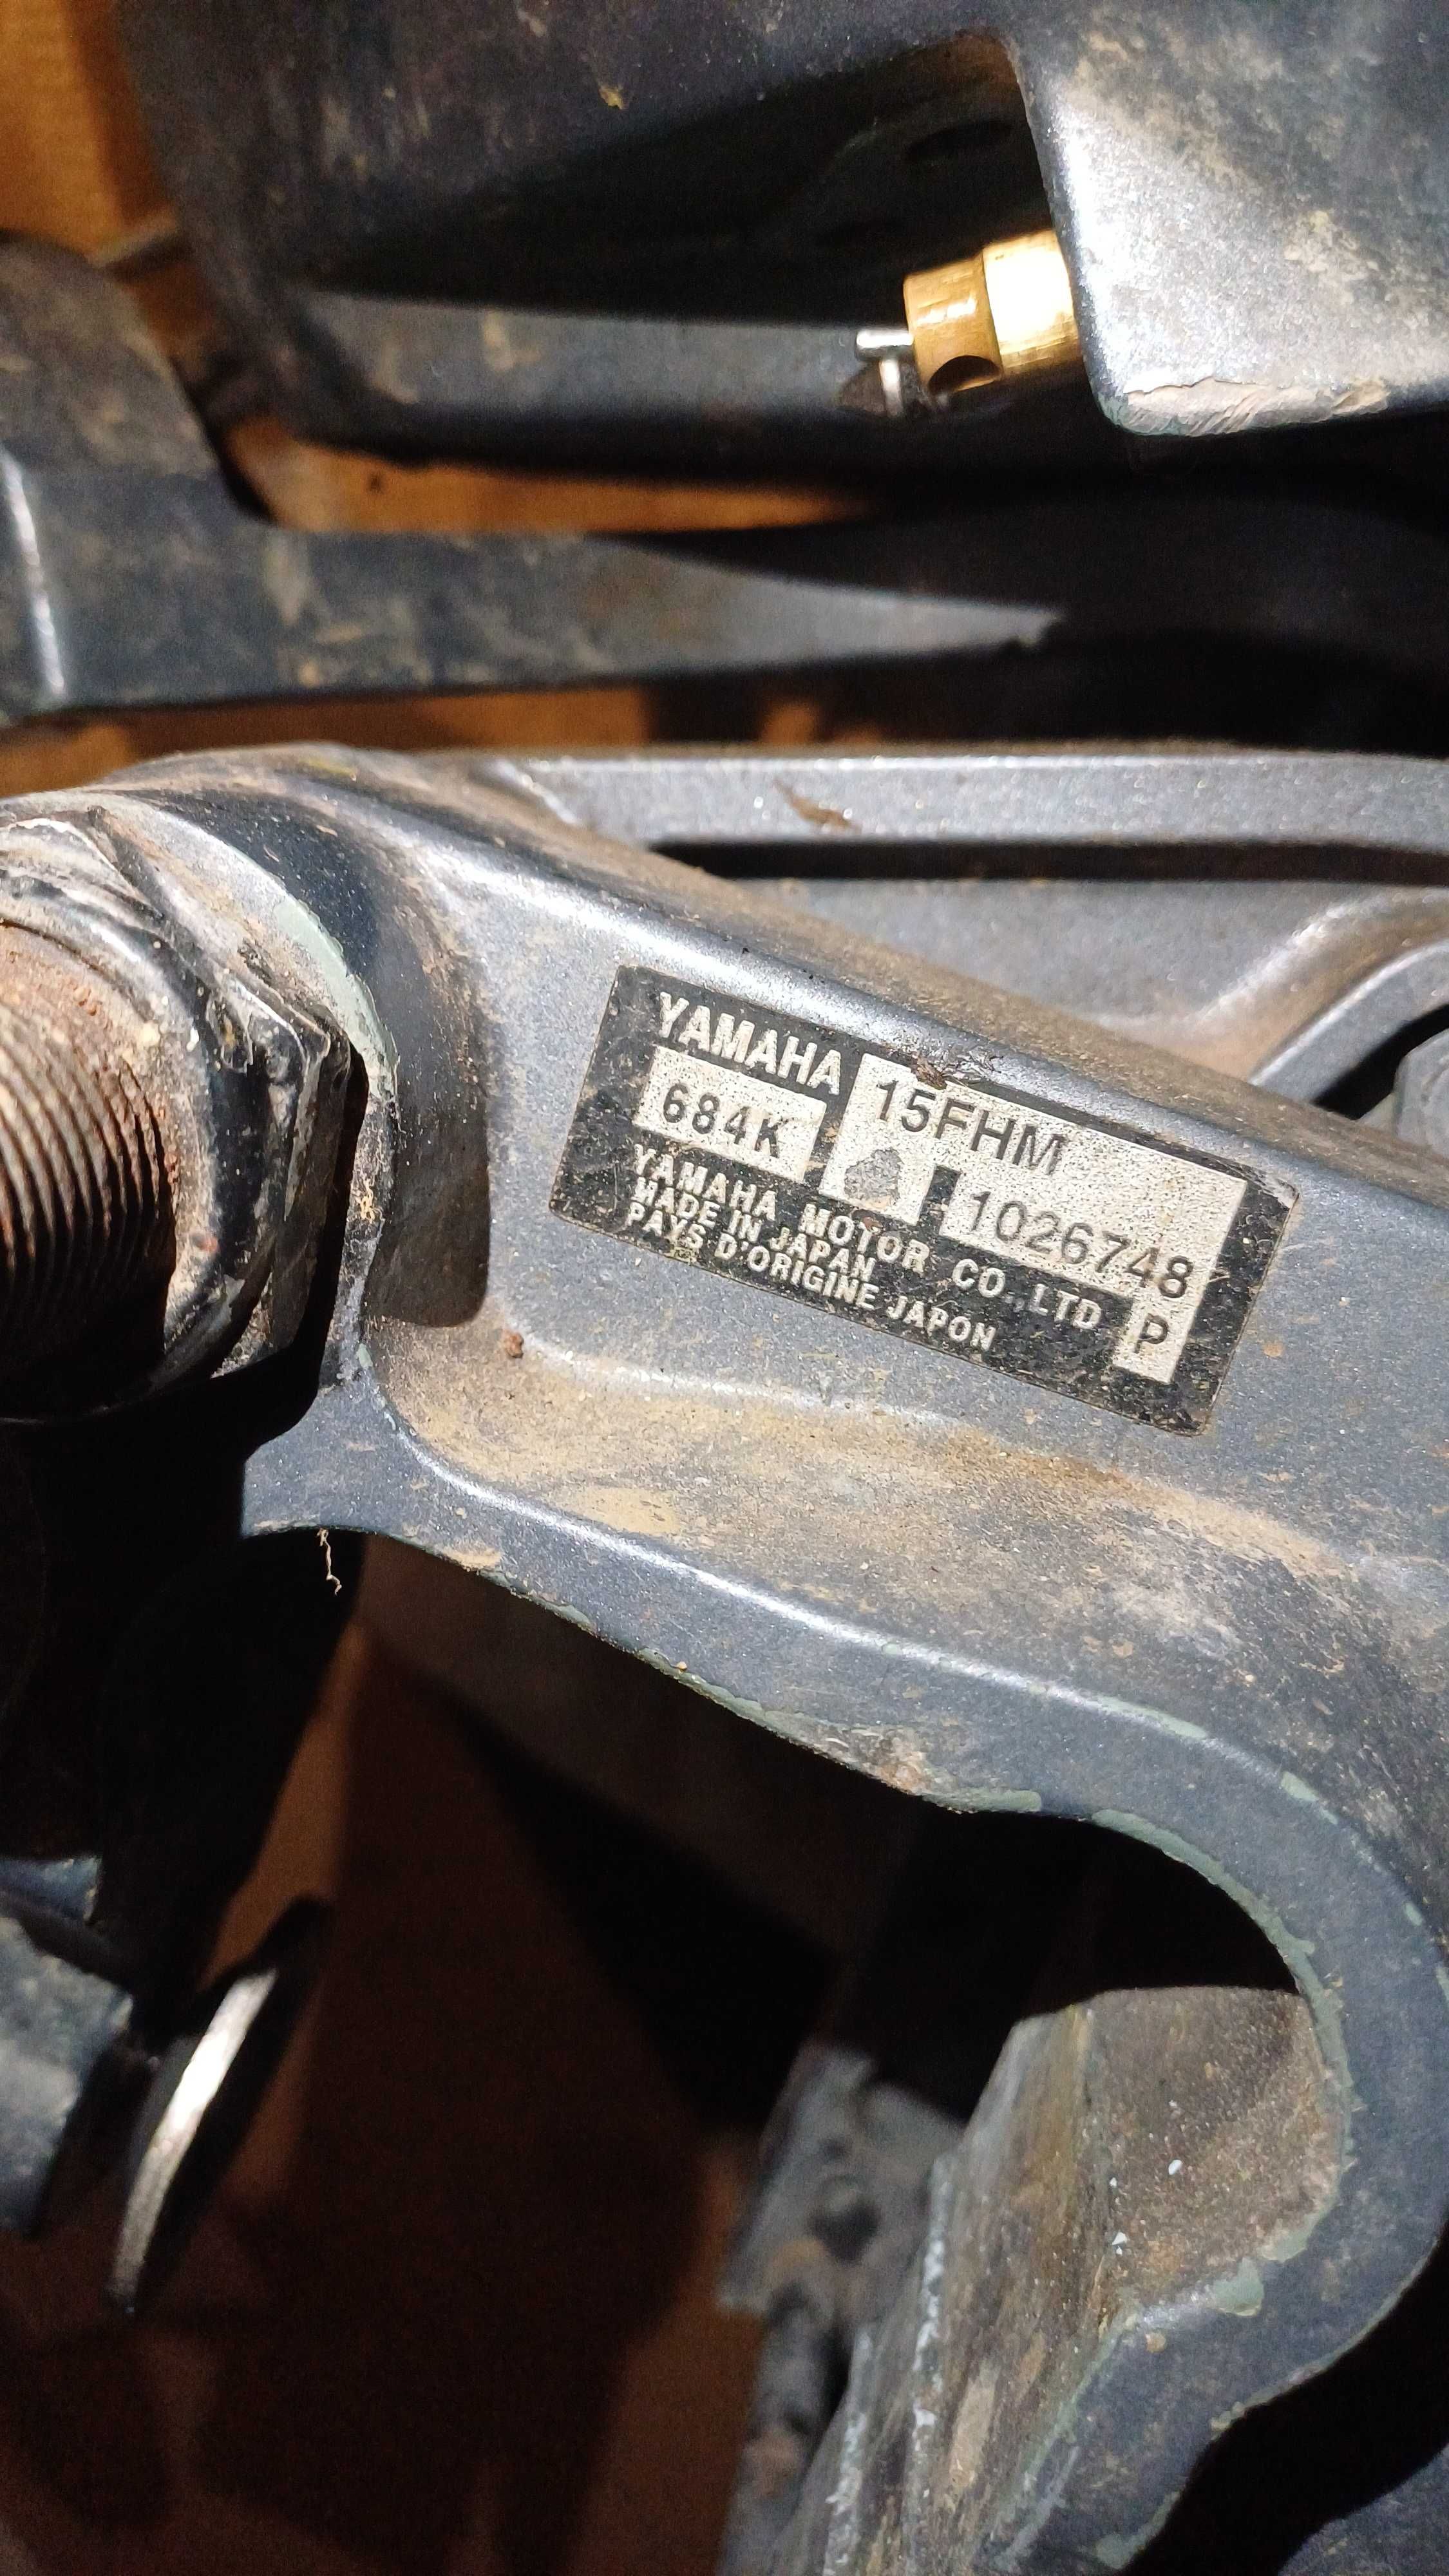 YAMAHA 15FHM
684K 1026748
YAMAHA MOTOR CO.,LTD
MADE IN JAPAN
PAYS D'ORIGINE JAPON P